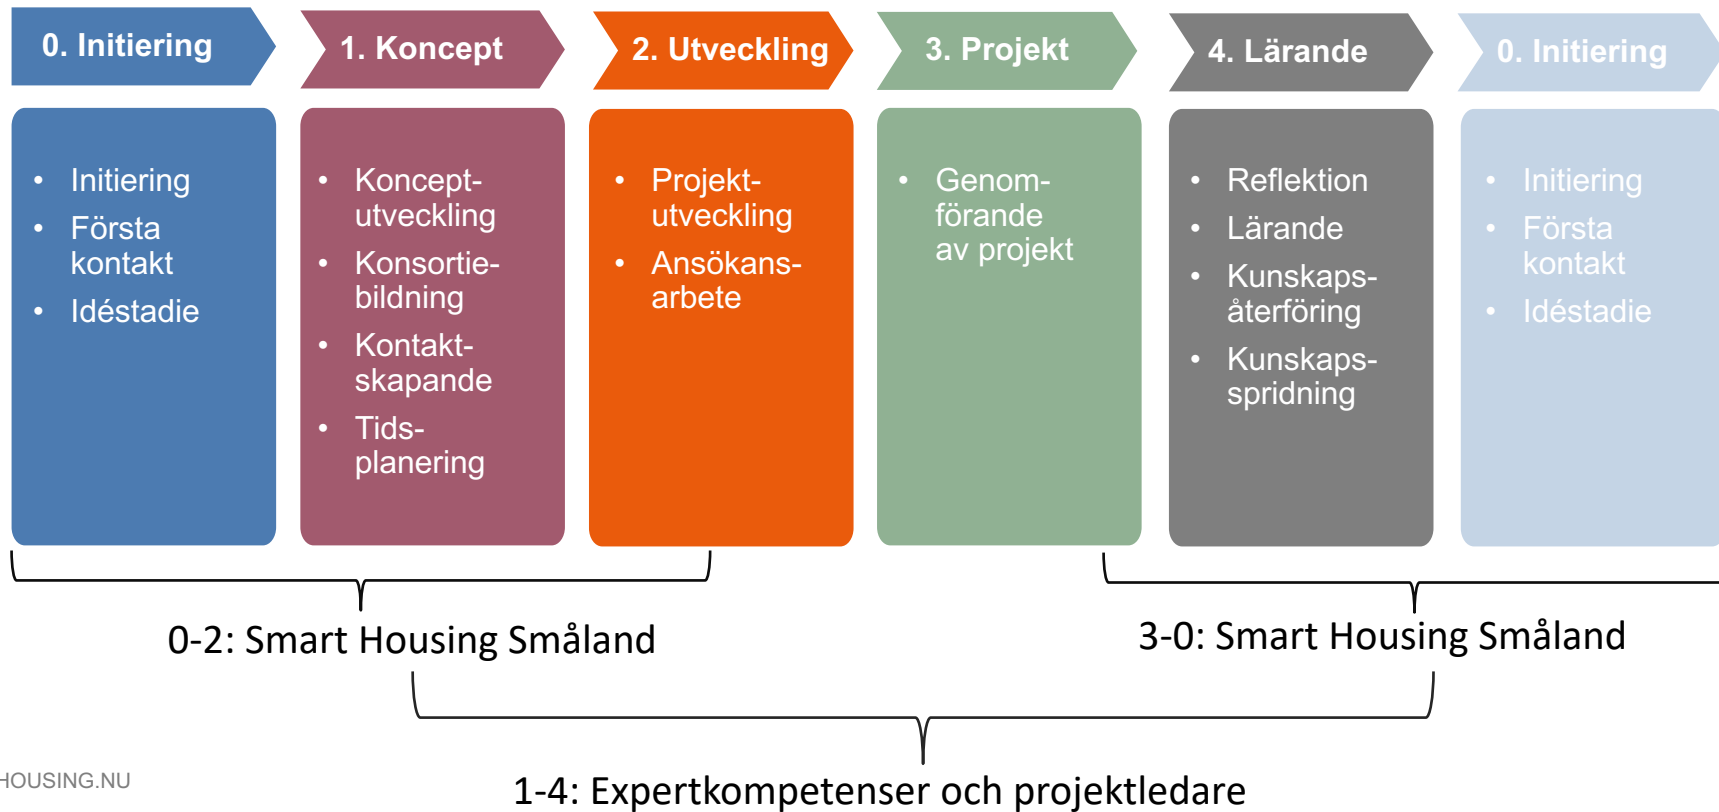 0. Initiering
1. Koncept
2. Utveckling
3. Projekt
4. Lärande
0. Initiering
• Initiering
• Första
kontakt
• Idéstadie
• Koncept-
utveckling
• Konsortie-
bildning
• Kontakt-
skapande
• Tids-
planering
• Projekt-
utveckling
• Ansökans-
arbete
• Genom-
förande
av projekt
• Reflektion
• Lärande
• Kunskaps-
återföring
• Kunskaps-
spridning
• Initiering
• Första
kontakt
• Idéstadie
0-2: Smart Housing Småland
3-0: Smart Housing Småland
1-4: Expertkompetenser och projektledare
HOUSING.NU